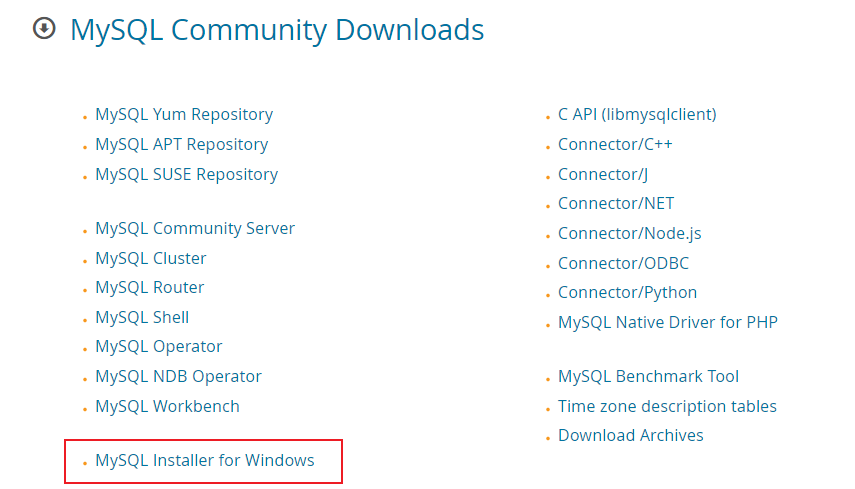 MySQL Community Downloads
MySQL Yum Repository
MySQL APT Repository
MySQL SUSE Repository
MySQL Community Server
MySQL Cluster
MySQL Router
MySQL Shell
MySQL Operator
MySQL NDB Operator
MySQL Workbench
MySQL Installer for Windows
C API (libmysqlclient)
Connector/C++
Connector/J
Connector/NET
Connector/Node.js
Connector/ODBC
Connector/Python
MySQL Native Driver for PHP
MySQL Benchmark Tool
Time zone description tables
Download Archives